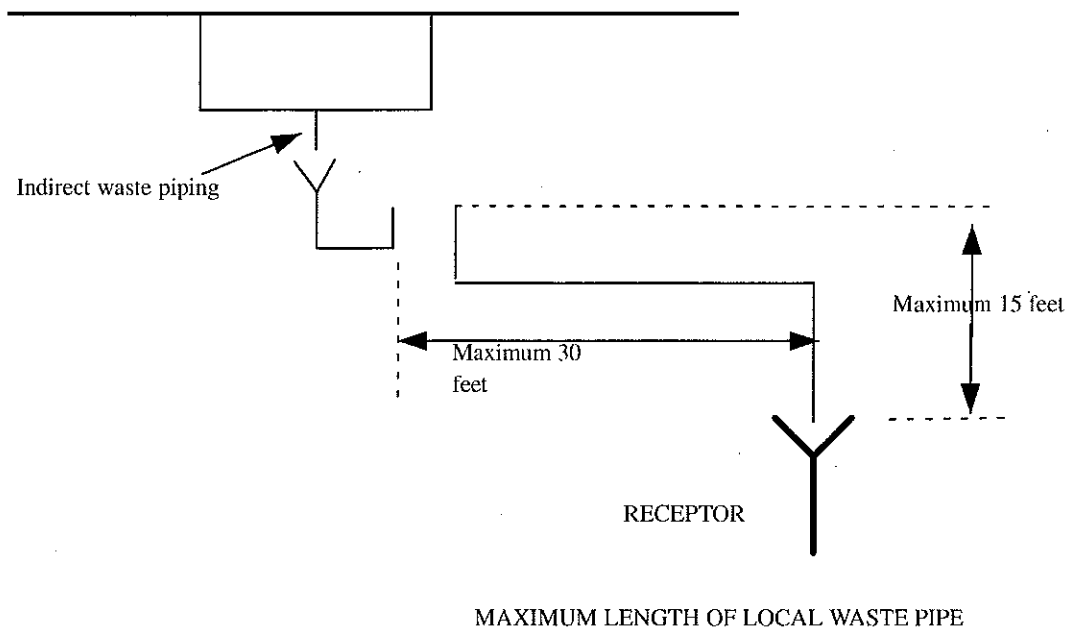 Indirect waste piping
Maximum 15 feet
Maximum 30
feet
RECEPTOR
MAXIMUM LENGTH OF LOCAL WASTE PIPE